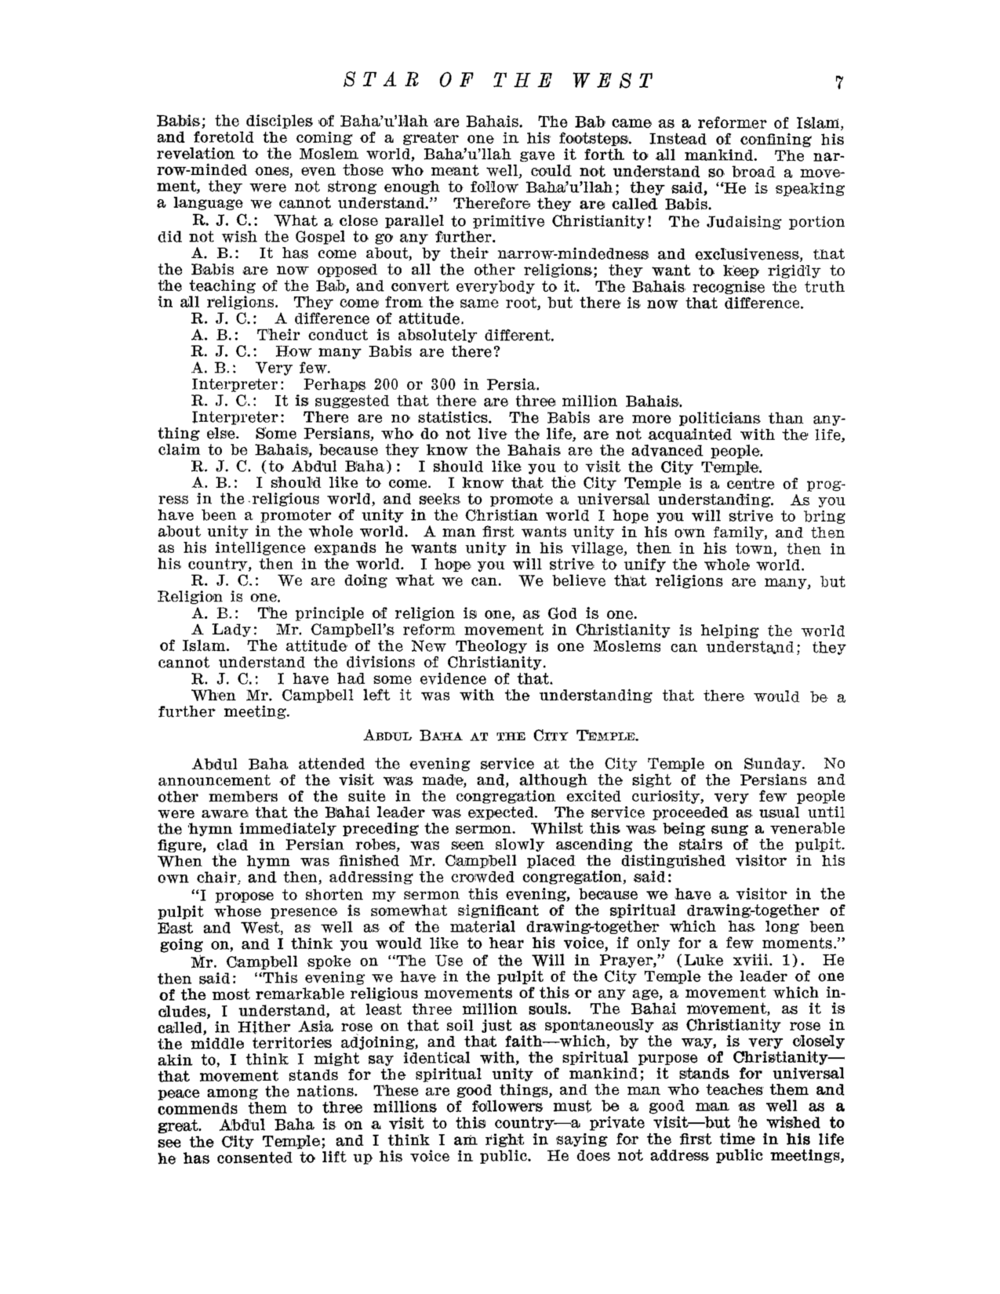 STAR OF THE WEST 7
Babis; the disciples of Baha'u'llah are Bahais. The Bab came as a reformer of Islam,
and foretold the coming of a greater one in his footsteps. Instead of confining his
revelation to the Moslem world, Baha'u'llah gave it forth to all mankind. The nar-
row-minded ones, even those who meant well, could not understand so broad a move-
ment, they were not strong enough to follow Baha'u'llah; they said, "He is speaking
a language we cannot understand." Therefore they are called Babis.
R. J. C.: What a close parallel to primitive Christianity! The Judaising portion
did not wish the Gospel to go any further.
A. B.: It has come about, by their narrow-mindedness and exclusiveness, that
the Babis are now opposed to all the other religions; they want to keep rigidly to
the teaching of the Bab, and convert everybody to it. The Bahais recognise the truth
in all religions. They come from the same root, but there is now that difference.
R. J. C.: A difference of attitude.
A. B.: Their conduct is absolutely different.
R. J. C.: How many Babis are there?
A. B.: Very few.
Interpreter: Perhaps 200 or 300 in Persia.
R. J. C.: It is suggested that there are three million Bahais.
Interpreter: There are no statistics. The Babis are more politicians than any-
thing else. Some Persians, who do not live the life, are not acquainted with the life,
claim to be Bahais, because they know the Bahais are the advanced people.
R. J. C. (to Abdul Baha): I should like you to visit the City Temple.
A. B.: I should like to come. I know that the City Temple is a centre of prog-
ress in the religious world, and seeks to promote a universal understanding. As you
have been a promoter of unity in the Christian world I hope you will strive to bring
about unity in the whole world. A man first wants unity in his own family, and then
as his intelligence expands he wants unity in his village, then in his town, then in
his country, then in the world. I hope you will strive to unify the whole world.
R. J. C.: We are doing what we can. We believe that religions are many, but
Religion is one.
A. B.: The principle of religion is one, as God is one.
A Lady: Mr. Campbell's reform movement in Christianity is helping the world
of Islam. The attitude of the New Theology is one Moslems can understand; they
cannot understand the divisions of Christianity.
R. J. C.: I have had some evidence of that.
When Mr. Campbell left it was with the understanding that there would be a
further meeting.
ABDUL BAHA AT THE CITY TEMPLE.
Abdul Baha attended the evening service at the City Temple on Sunday. No
announcement of the visit was made, and, although the sight of the Persians and
other members of the suite in the congregation excited curiosity, very few people
were aware that the Bahai leader was expected. The service proceeded as usual until
the hymn immediately preceding the sermon. Whilst this was being sung a venerable
figure, clad in Persian robes, was seen slowly ascending the stairs of the pulpit.
When the hymn was finished Mr. Campbell placed the distinguished visitor in his
own chair, and then, addressing the crowded congregation, said:
"I propose to shorten my sermon this evening, because we have a visitor in the
pulpit whose presence is somewhat significant of the spiritual drawing-together of
East and West, as well as of the material drawing-together which has long been
going on, and I think you would like to hear his voice, if only for a few moments."
Mr. Campbell spoke on "The Use of the Will in Prayer," (Luke xviii. 1). He
then said: "This evening we have in the pulpit of the City Temple the leader of one
of the most remarkable religious movements of this or any age, a movement which in-
cludes, I understand, at least three million souls. The Bahai movement, as it is
called, in Hither Asia rose on that soil just as spontaneously as Christianity rose in
the middle territories adjoining, and that faith—which, by the way, is very closely
akin to, I think I might say identical with, the spiritual purpose of Christianity—
that movement stands for the spiritual unity of mankind; it stands for universal
peace among the nations. These are good things, and the man who teaches them and
commends them to three millions of followers must be a good man as well as a
great. Abdul Baha is on a visit to this country—a private visit—but he wished to
see the City Temple; and I think I am right in saying for the first time in his life
he has consented to lift up his voice in public. He does not address public meetings,